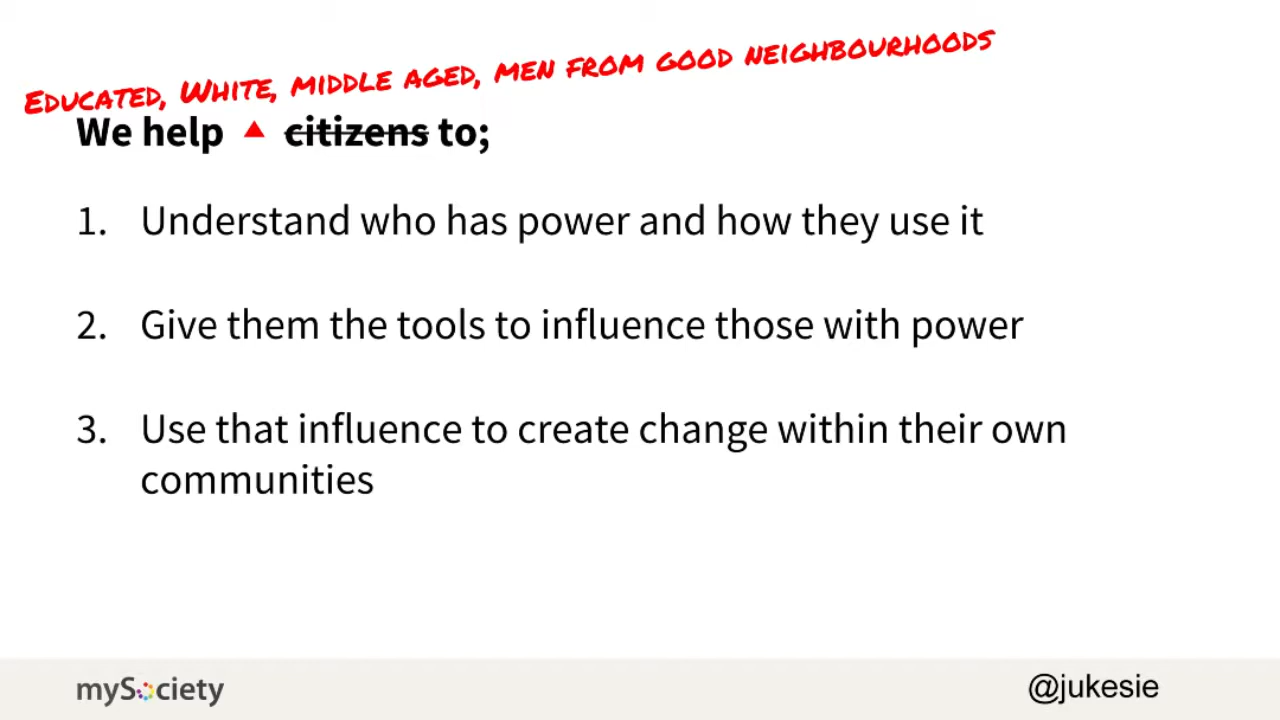 Educated, White, middle aged, men from good neighbourhoods
We help citizens to;
1. Understand who has power and how they use it
2. Give them the tools to influence those with power
3. Use that influence to create change within their own
communities
mySociety
@jukesie